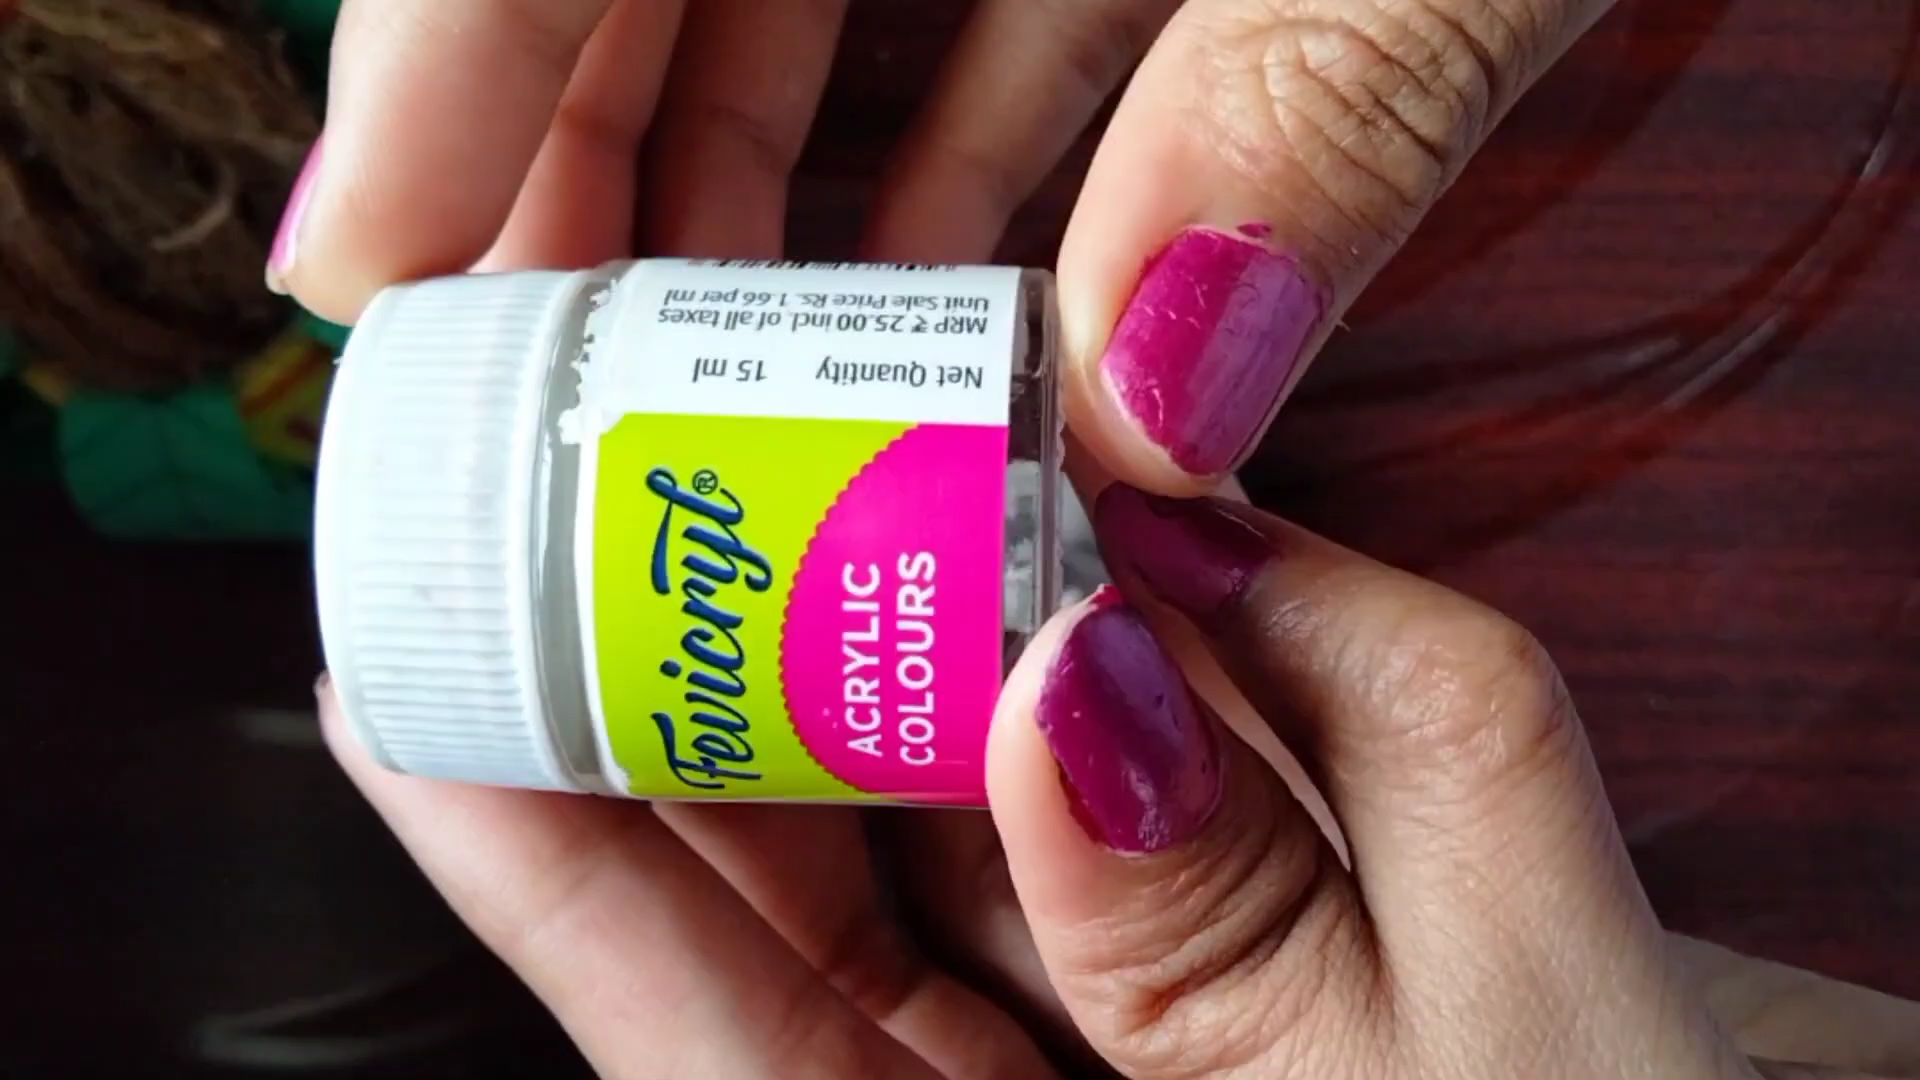 Fevicryl®
ACRYLIC
COLOURS
Net Quantity 15 ml
MRP ₹ 25.00 incl. of all taxes
Unit Sale Price Rs. 1.66 per ml